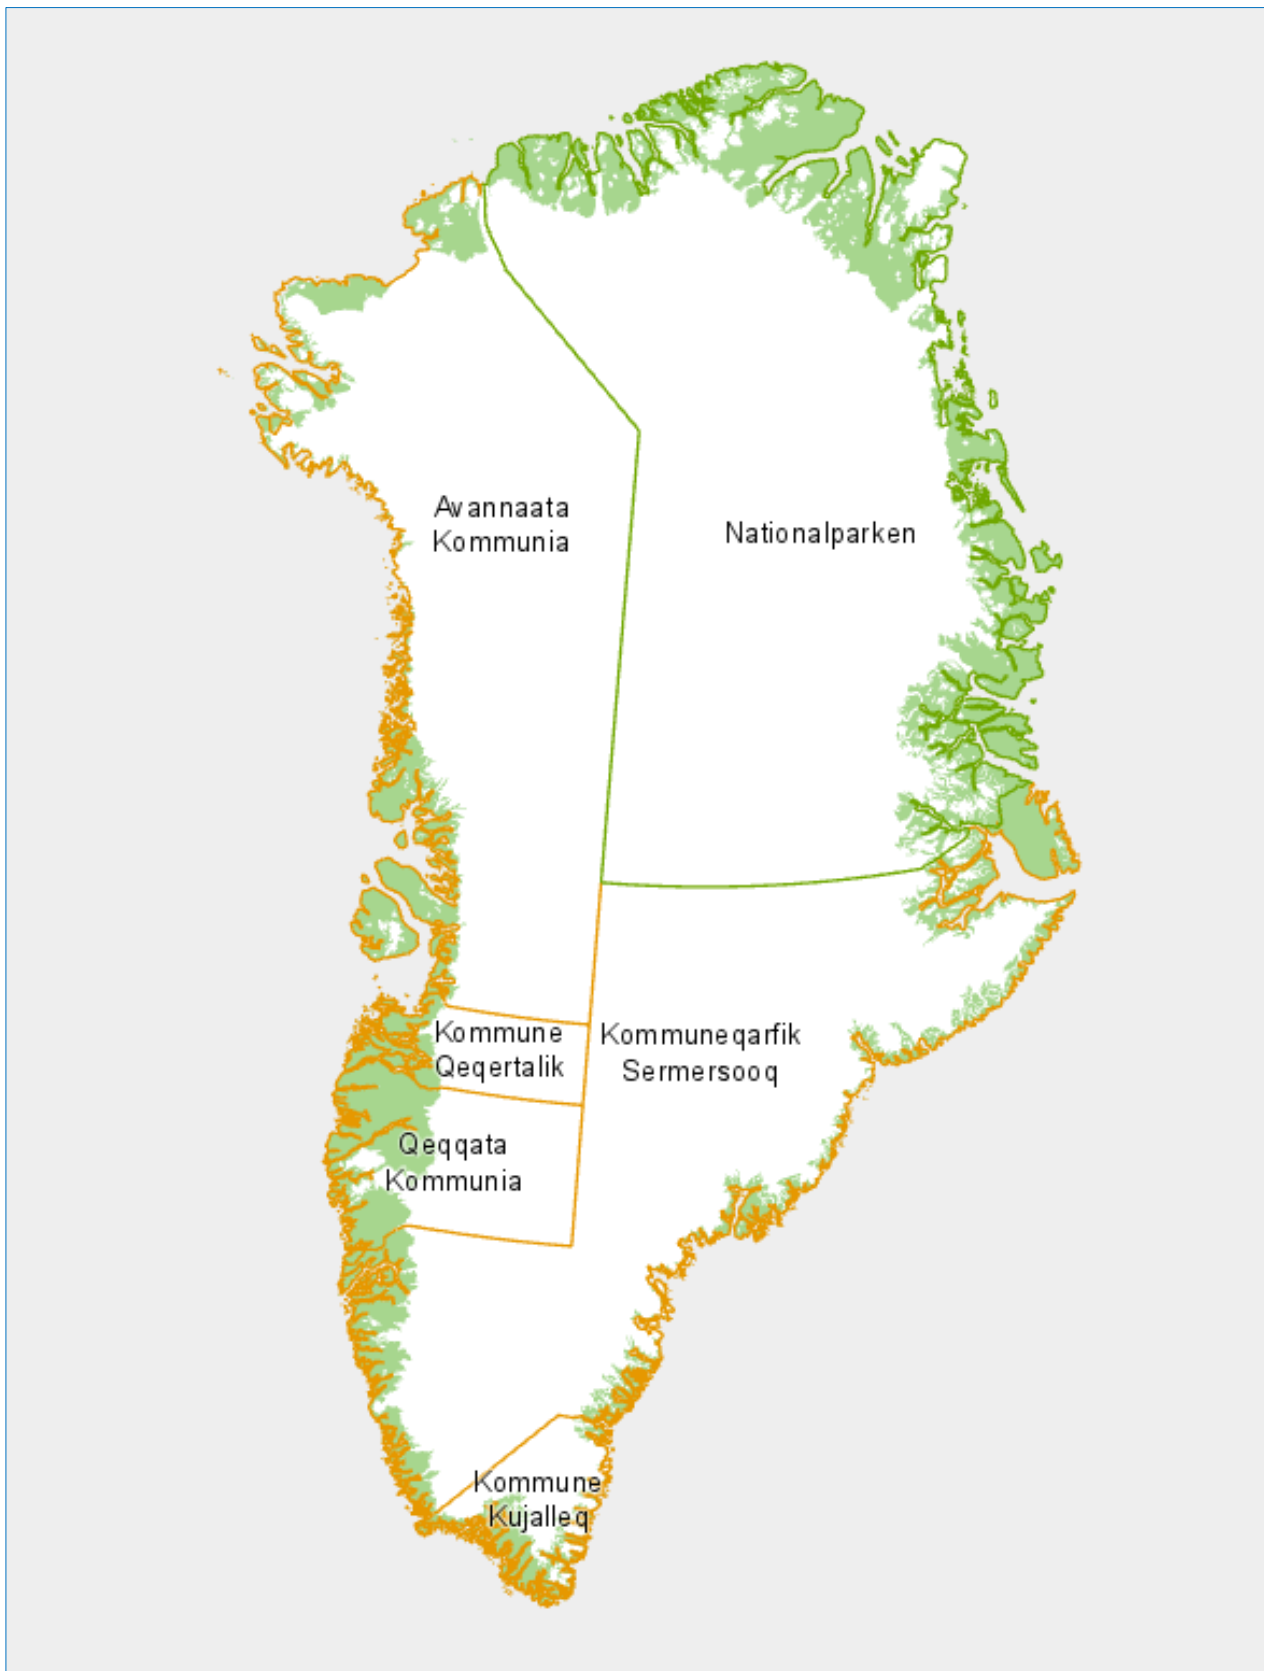 Avannaata
Kommunia
Nationalparken
Kommune
Qeqertalik
Kommuneqarfik
Sermersooq
Qeqqata
Kommunia
Kommune
Kujalleq